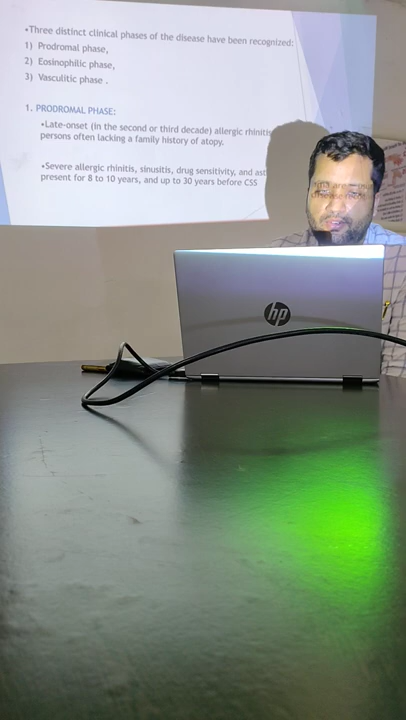 •Three distinct clinical phases of the disease have been recognized:
1) Prodromal phase,
2) Eosinophilic phase,
3) Vasculitic phase .
1. PRODROMAL PHASE:
•Late-onset (in the second or third decade) allergic rhinitis
persons often lacking a family history of atopy.
•Severe allergic rhinitis, sinusitis, drug sensitivity, and ast
present for 8 to 10 years, and up to 30 years before CSS
hp